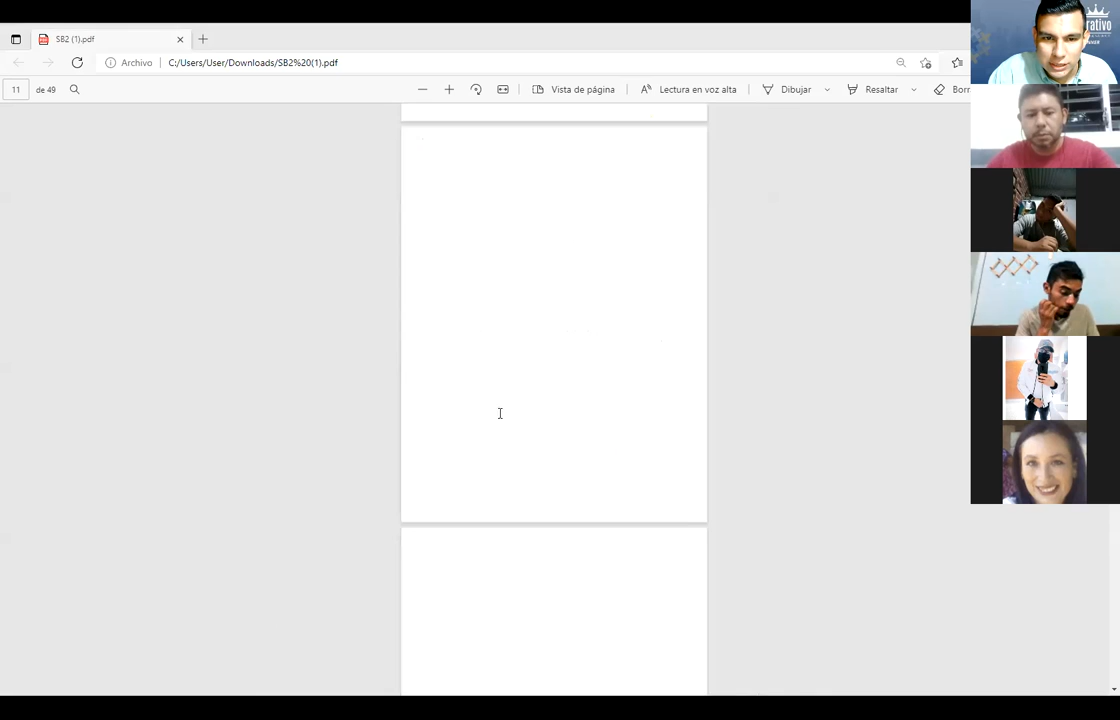 SB2 (1).pdf
Archivo C:/Users/User/Downloads/SB2%20(1).pdf
11 de 49 Vista de página Lectura en voz alta Dibujar Resaltar Borr
rativo